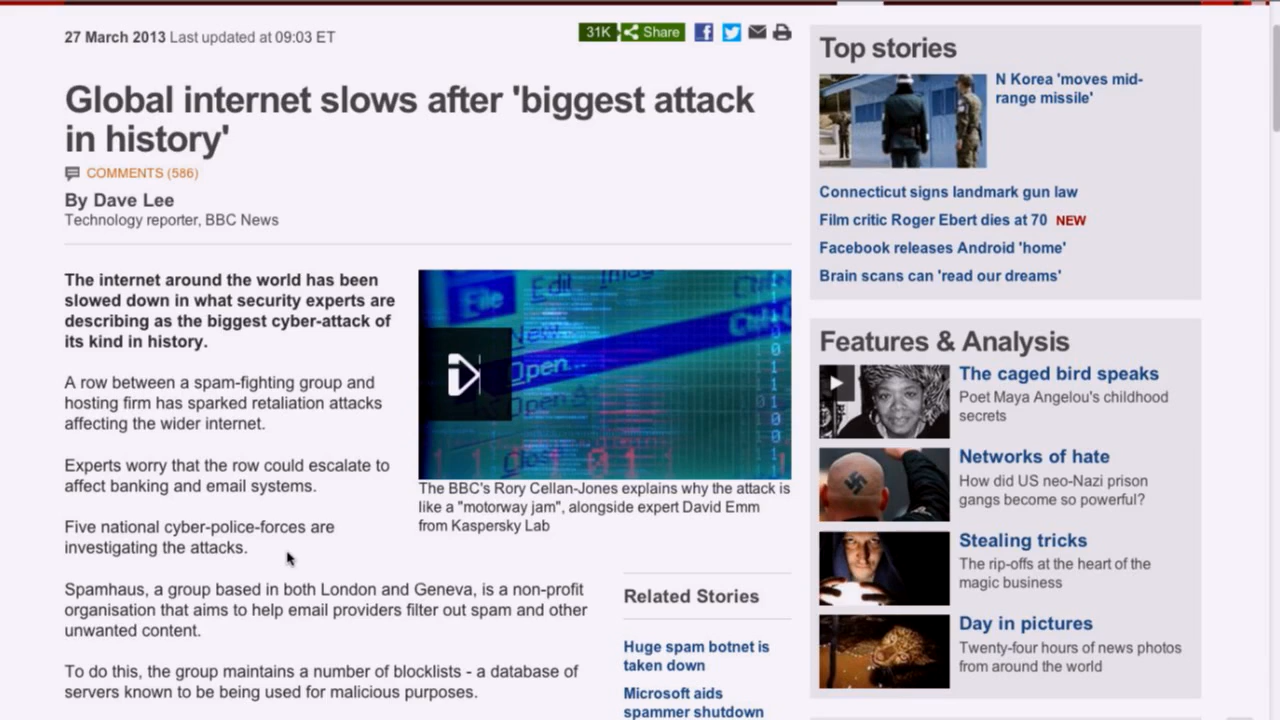 27 March 2013 Last updated at 09:03 ET
31K Share
Global internet slows after 'biggest attack
in history'
COMMENTS (586)
By Dave Lee
Technology reporter, BBC News
The internet around the world has been
slowed down in what security experts are
describing as the biggest cyber-attack of
its kind in history.
A row between a spam-fighting group and
hosting firm has sparked retaliation attacks
affecting the wider internet.
Experts worry that the row could escalate to
affect banking and email systems.
Five national cyber-police-forces are
investigating the attacks.
File
Edit
New...
Open...
Close
The BBC's Rory Cellan-Jones explains why the attack is
like a "motorway jam", alongside expert David Emm
from Kaspersky Lab
Spamhaus, a group based in both London and Geneva, is a non-profit
organisation that aims to help email providers filter out spam and other
unwanted content.
To do this, the group maintains a number of blocklists - a database of
servers known to be being used for malicious purposes.
Related Stories
Huge spam botnet is
taken down
Microsoft aids
spammer shutdown
Top stories
N Korea 'moves mid-
range missile'
Connecticut signs landmark gun law
Film critic Roger Ebert dies at 70 NEW
Facebook releases Android 'home'
Brain scans can 'read our dreams'
Features & Analysis
The caged bird speaks
Poet Maya Angelou's childhood
secrets
Networks of hate
How did US neo-Nazi prison
gangs become so powerful?
Stealing tricks
The rip-offs at the heart of the
magic business
Day in pictures
Twenty-four hours of news photos
from around the world